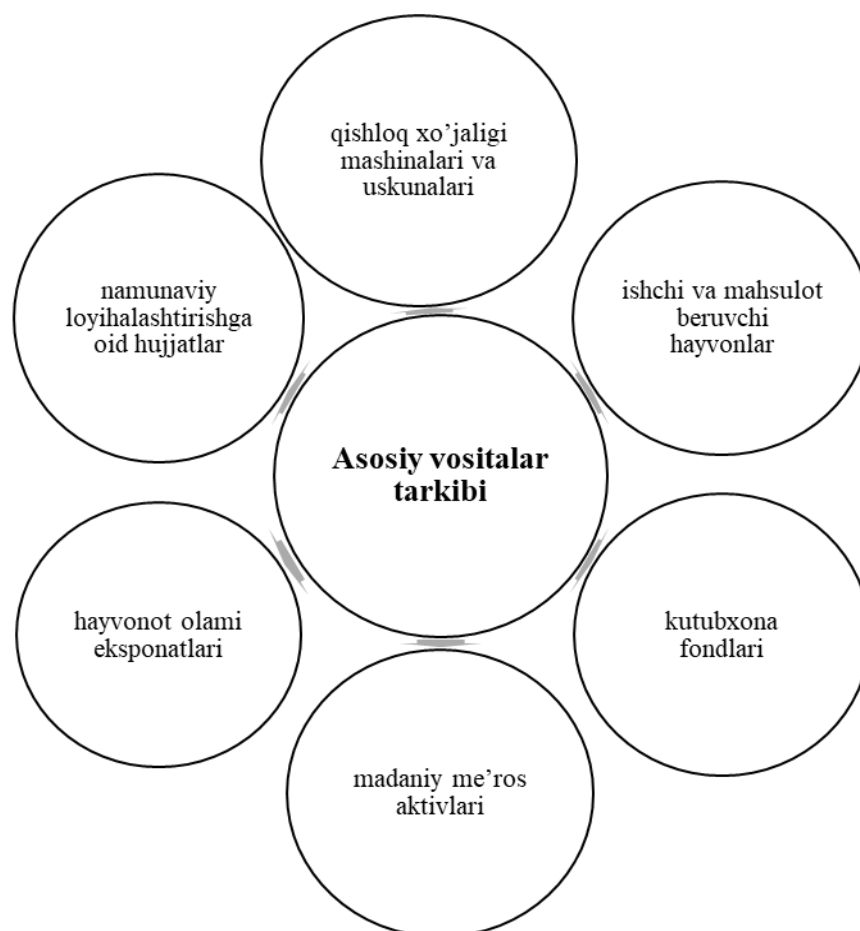 qishloq xo’jaligi
mashinalari va
uskunalari
namunaviy
loyihalashtirishga
oid hujjatlar
ishchi va mahsulot
beruvchi
hayvonlar
Asosiy vositalar
tarkibi
hayvonot olami
eksponatlari
kutubxona
fondlari
madaniy me’ros
aktivlari